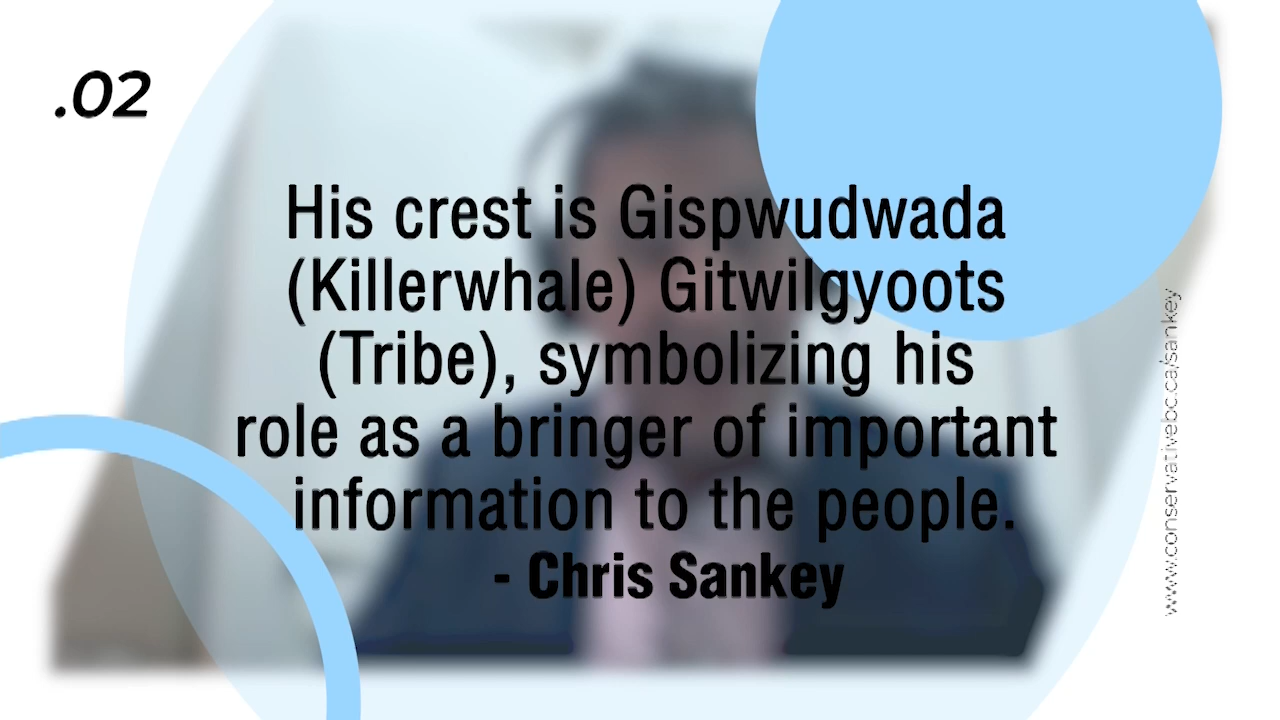 .02
His crest is Gispwudwada
(Killerwhale) Gitwilgyoots
(Tribe), symbolizing his
role as a bringer of important
information to the people.
- Chris Sankey
www.conservativebc.ca/sankey